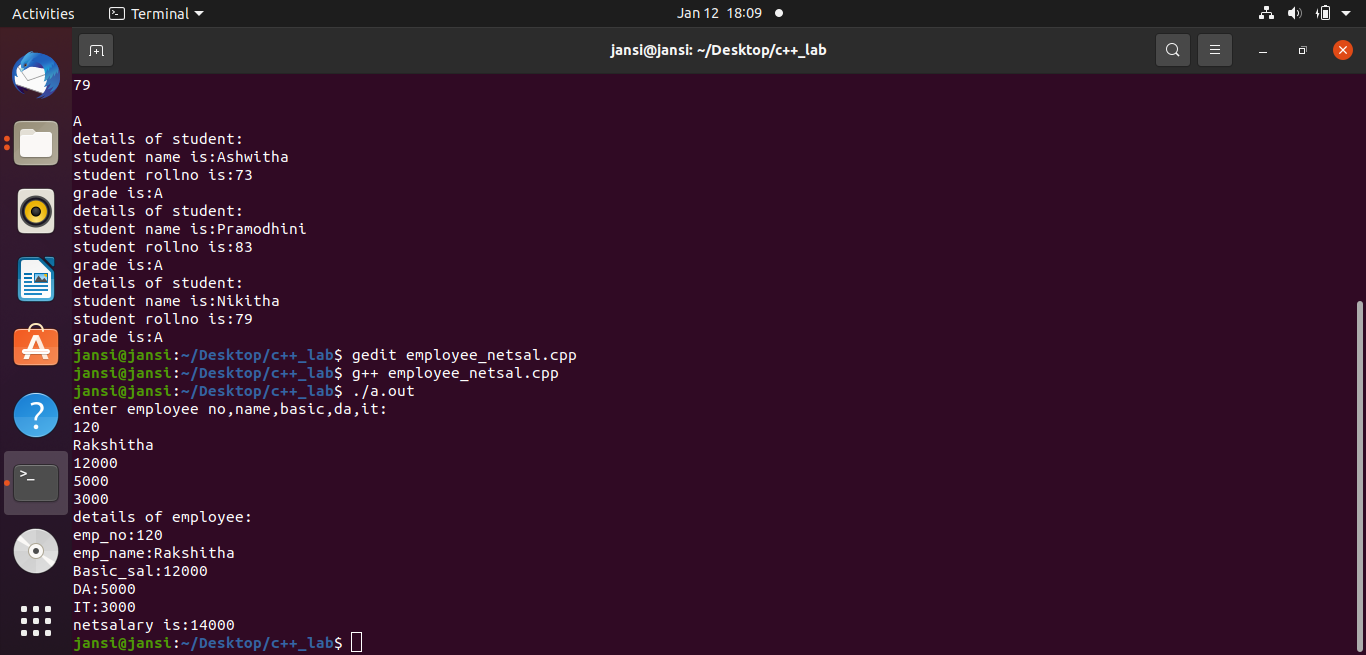 Activities Terminal Jan 12 18:09
jansi@jansi: ~/Desktop/c++_lab
79
A
details of student:
student name is:Ashwitha
student rollno is:73
grade is:A
details of student:
student name is:Pramodhini
student rollno is:83
grade is:A
details of student:
student name is:Nikitha
student rollno is:79
grade is:A
jansi@jansi:~/Desktop/c++_lab$ gedit employee_netsal.cpp
jansi@jansi:~/Desktop/c++_lab$ g++ employee_netsal.cpp
jansi@jansi:~/Desktop/c++_lab$ ./a.out
enter employee no,name,basic,da,it:
120
Rakshitha
12000
5000
3000
details of employee:
emp_no:120
emp_name:Rakshitha
Basic_sal:12000
DA:5000
IT:3000
netsalary is:14000
jansi@jansi:~/Desktop/c++_lab$